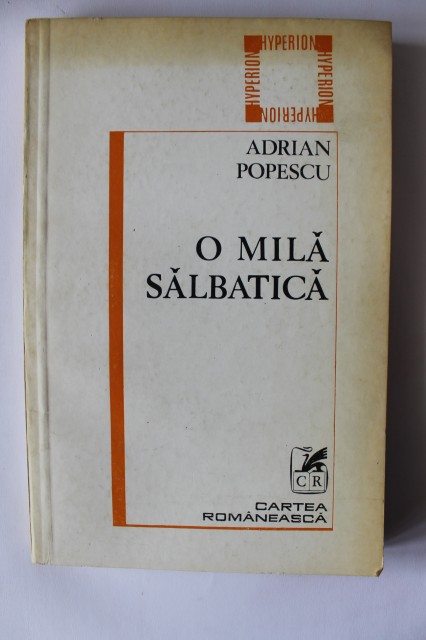 HYPERION
HYPERION
HYPERION
HYPERION
ADRIAN
POPESCU
O MILĂ
SĂLBATICĂ
CR
CARTEA
ROMÂNEASCĂ